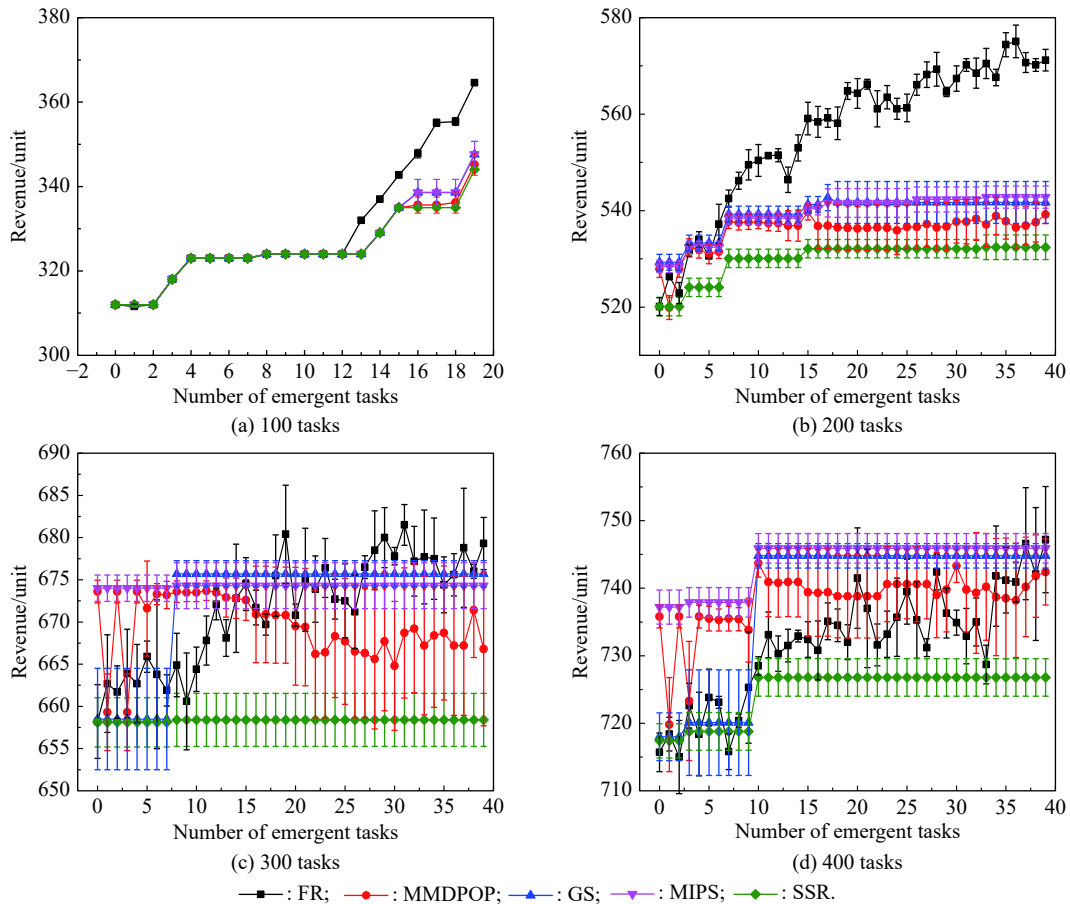 380
360
340
320
300
Revenue/unit
−2 0 2 4 6 8 10 12 14 16 18 20
Number of emergent tasks
(a) 100 tasks
580
560
540
520
Revenue/unit
0 5 10 15 20 25 30 35 40
Number of emergent tasks
(b) 200 tasks
690
685
680
675
670
665
660
655
650
Revenue/unit
0 5 10 15 20 25 30 35 40
Number of emergent tasks
(c) 300 tasks
760
750
740
730
720
710
Revenue/unit
0 5 10 15 20 25 30 35 40
Number of emergent tasks
(d) 400 tasks
: FR; : MMDPOP; : GS; : MIPS; : SSR.